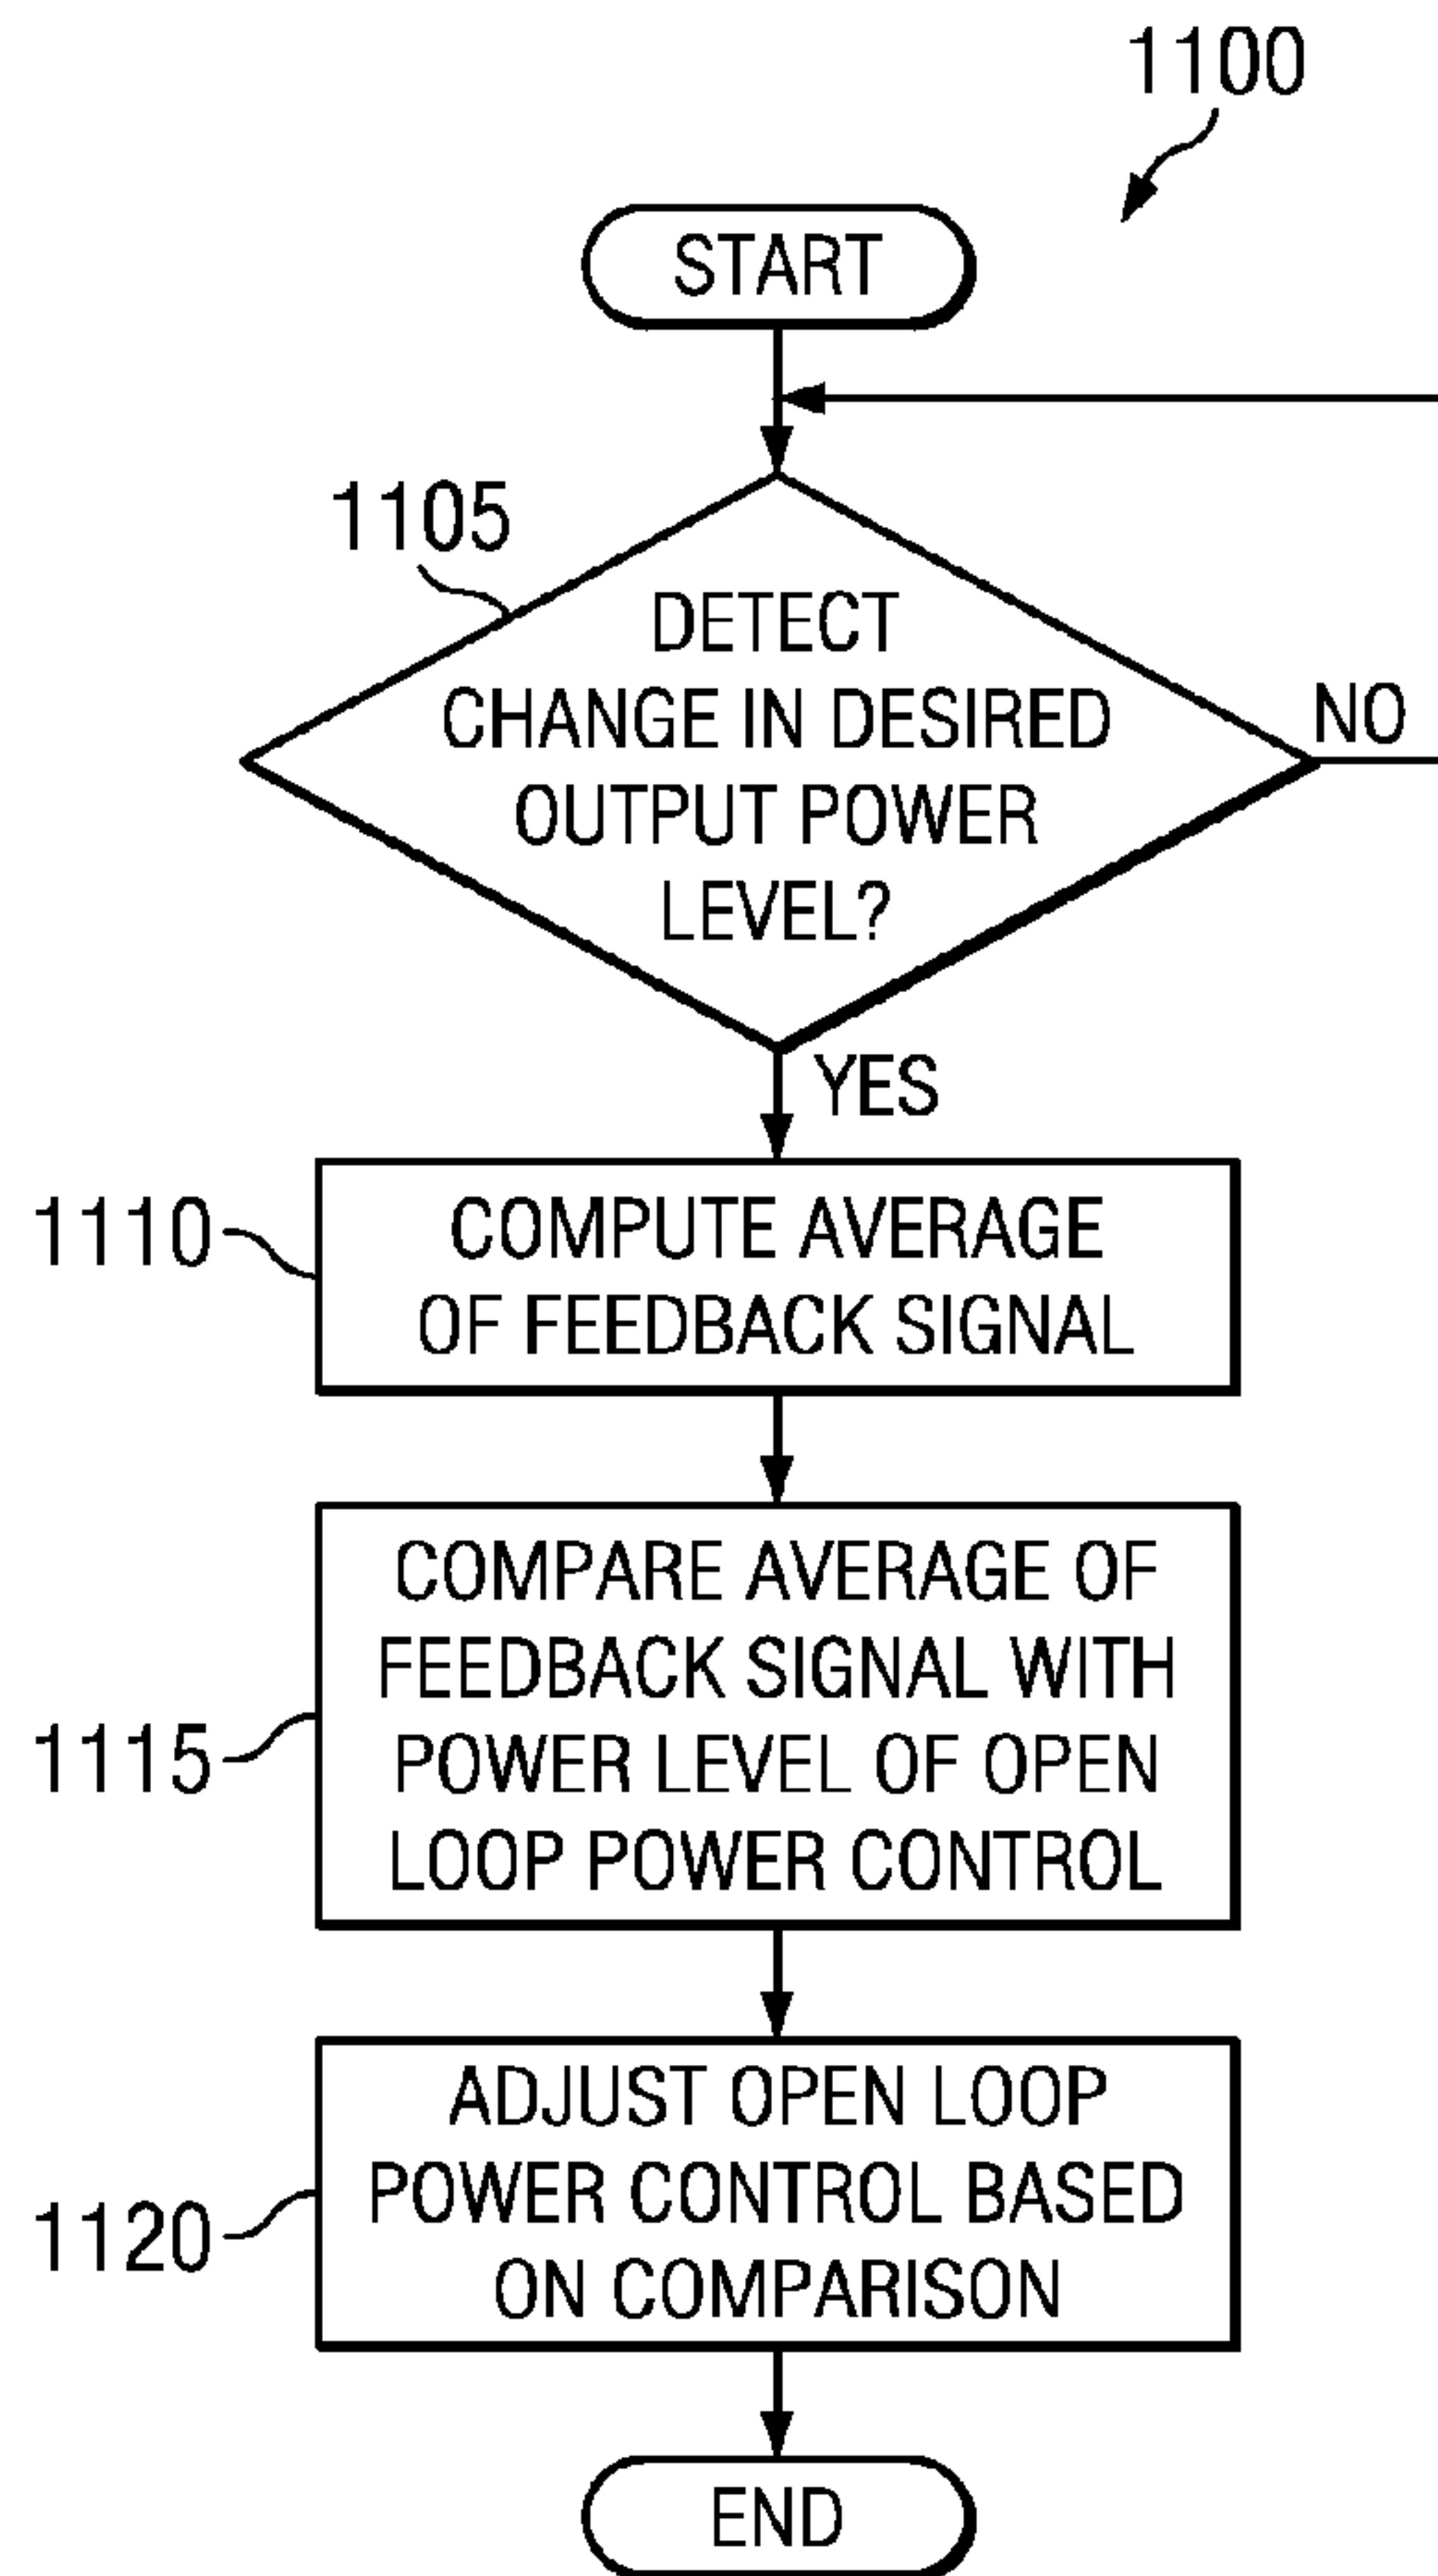 1100
START
1105
DETECT
CHANGE IN DESIRED
OUTPUT POWER
LEVEL?
NO
YES
1110
COMPUTE AVERAGE
OF FEEDBACK SIGNAL
1115
COMPARE AVERAGE OF
FEEDBACK SIGNAL WITH
POWER LEVEL OF OPEN
LOOP POWER CONTROL
1120
ADJUST OPEN LOOP
POWER CONTROL BASED
ON COMPARISON
END